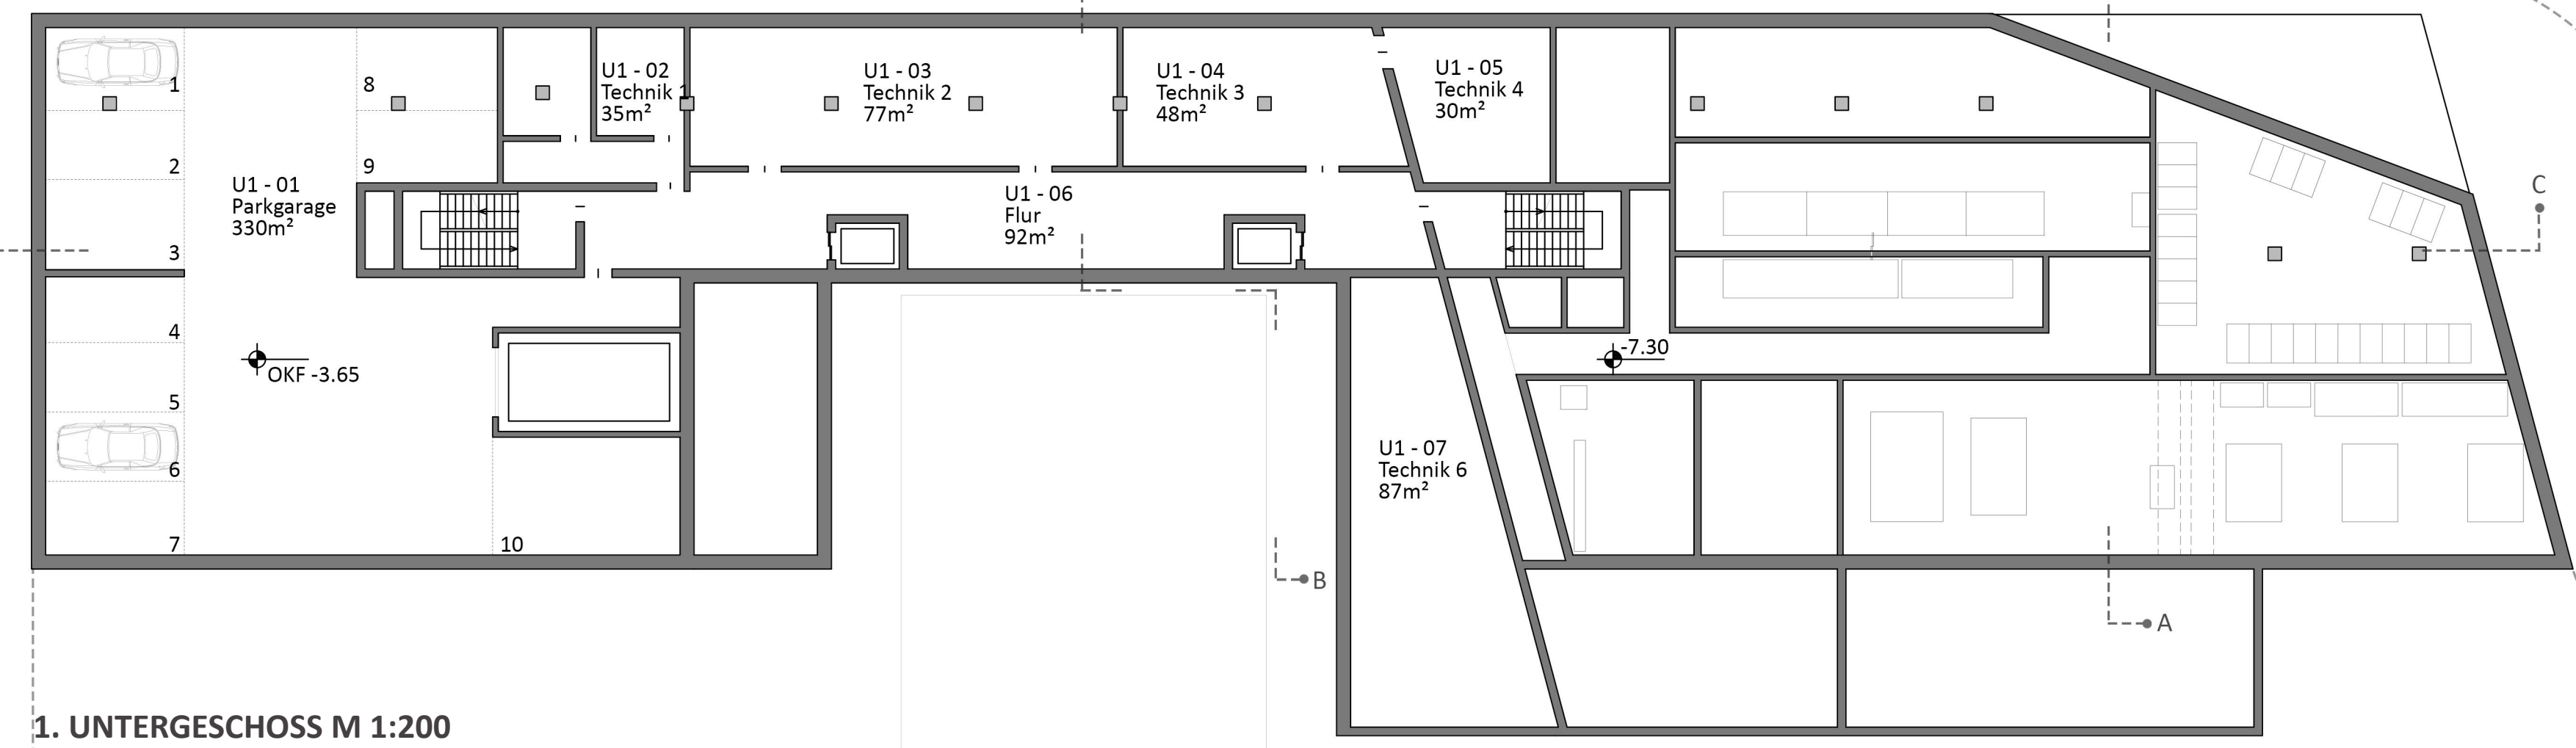 1
2
3
4
5
6
7
8
9
10
U1 - 01
Parkgarage
330m²
OKF -3.65
U1 - 02
Technik 1
35m²
U1 - 03
Technik 2
77m²
U1 - 04
Technik 3
48m²
U1 - 05
Technik 4
30m²
U1 - 06
Flur
92m²
U1 - 07
Technik 6
87m²
-7.30
C
B
A
1. UNTERGESCHOSS M 1:200